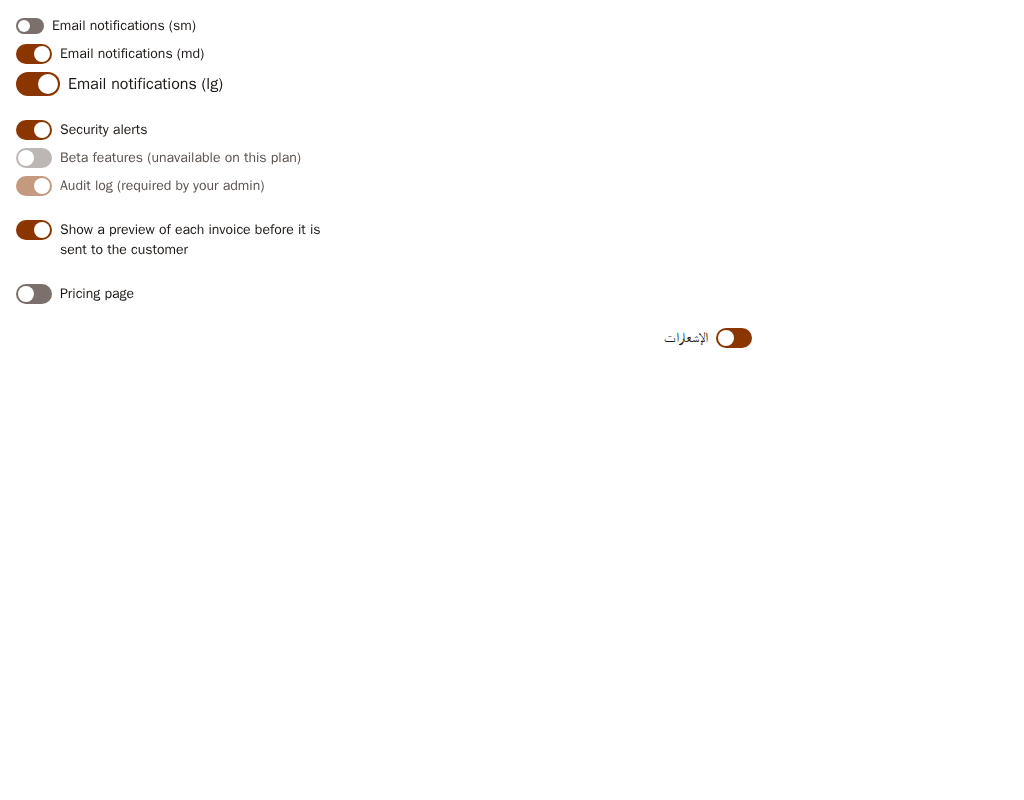 Email notifications (sm)
Email notifications (md)
Email notifications (lg)
Security alerts
Beta features (unavailable on this plan)
Audit log (required by your admin)
Show a preview of each invoice before it is
sent to the customer
Pricing page
الإشعارات